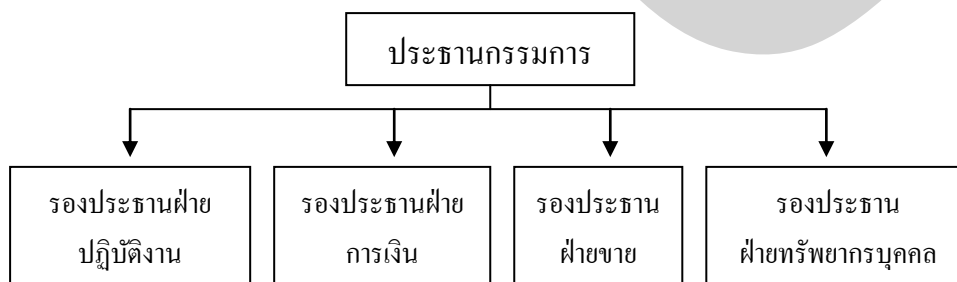 ประธานกรรมการ
รองประธานฝ่าย
ปฏิบัติงาน
รองประธานฝ่าย
การเงิน
รองประธาน
ฝ่ายขาย
รองประธาน
ฝ่ายทรัพยากรบุคคล